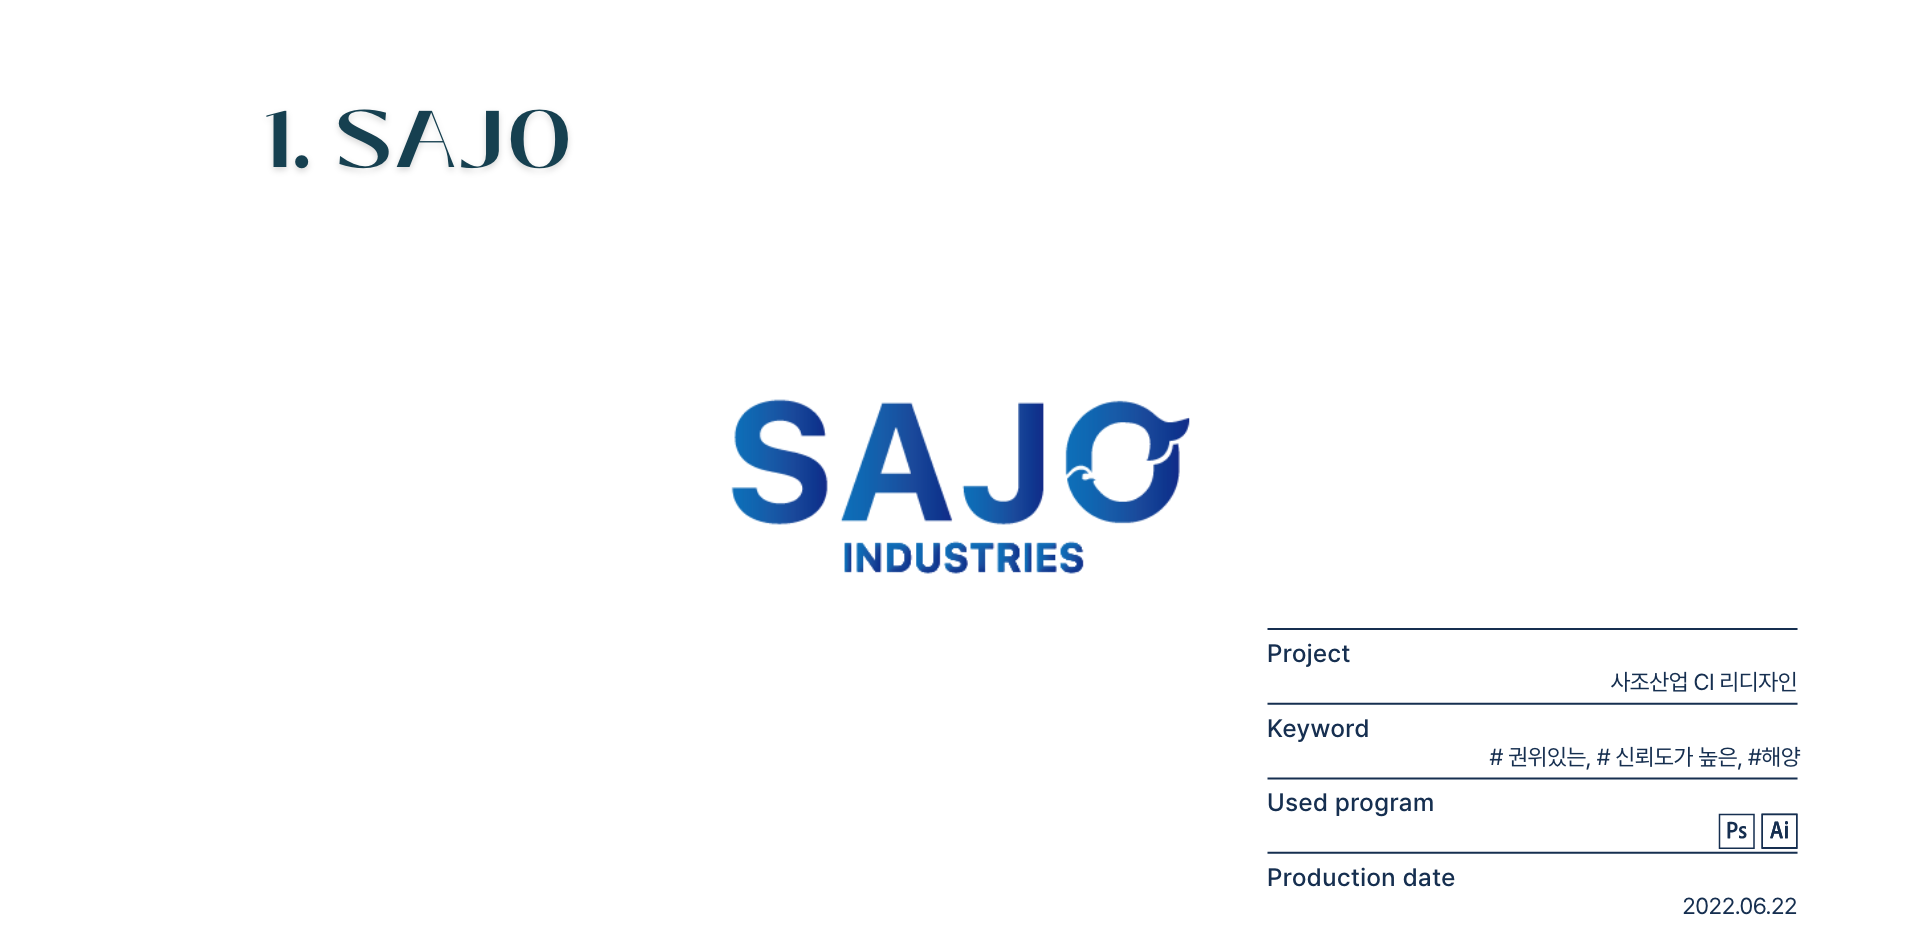 1. SAJO
SAJO
INDUSTRIES
Project
사조산업 CI 리디자인
Keyword
# 권위있는, # 신뢰도가 높은, #해양
Used program
Ps Ai
Production date
2022.06.22